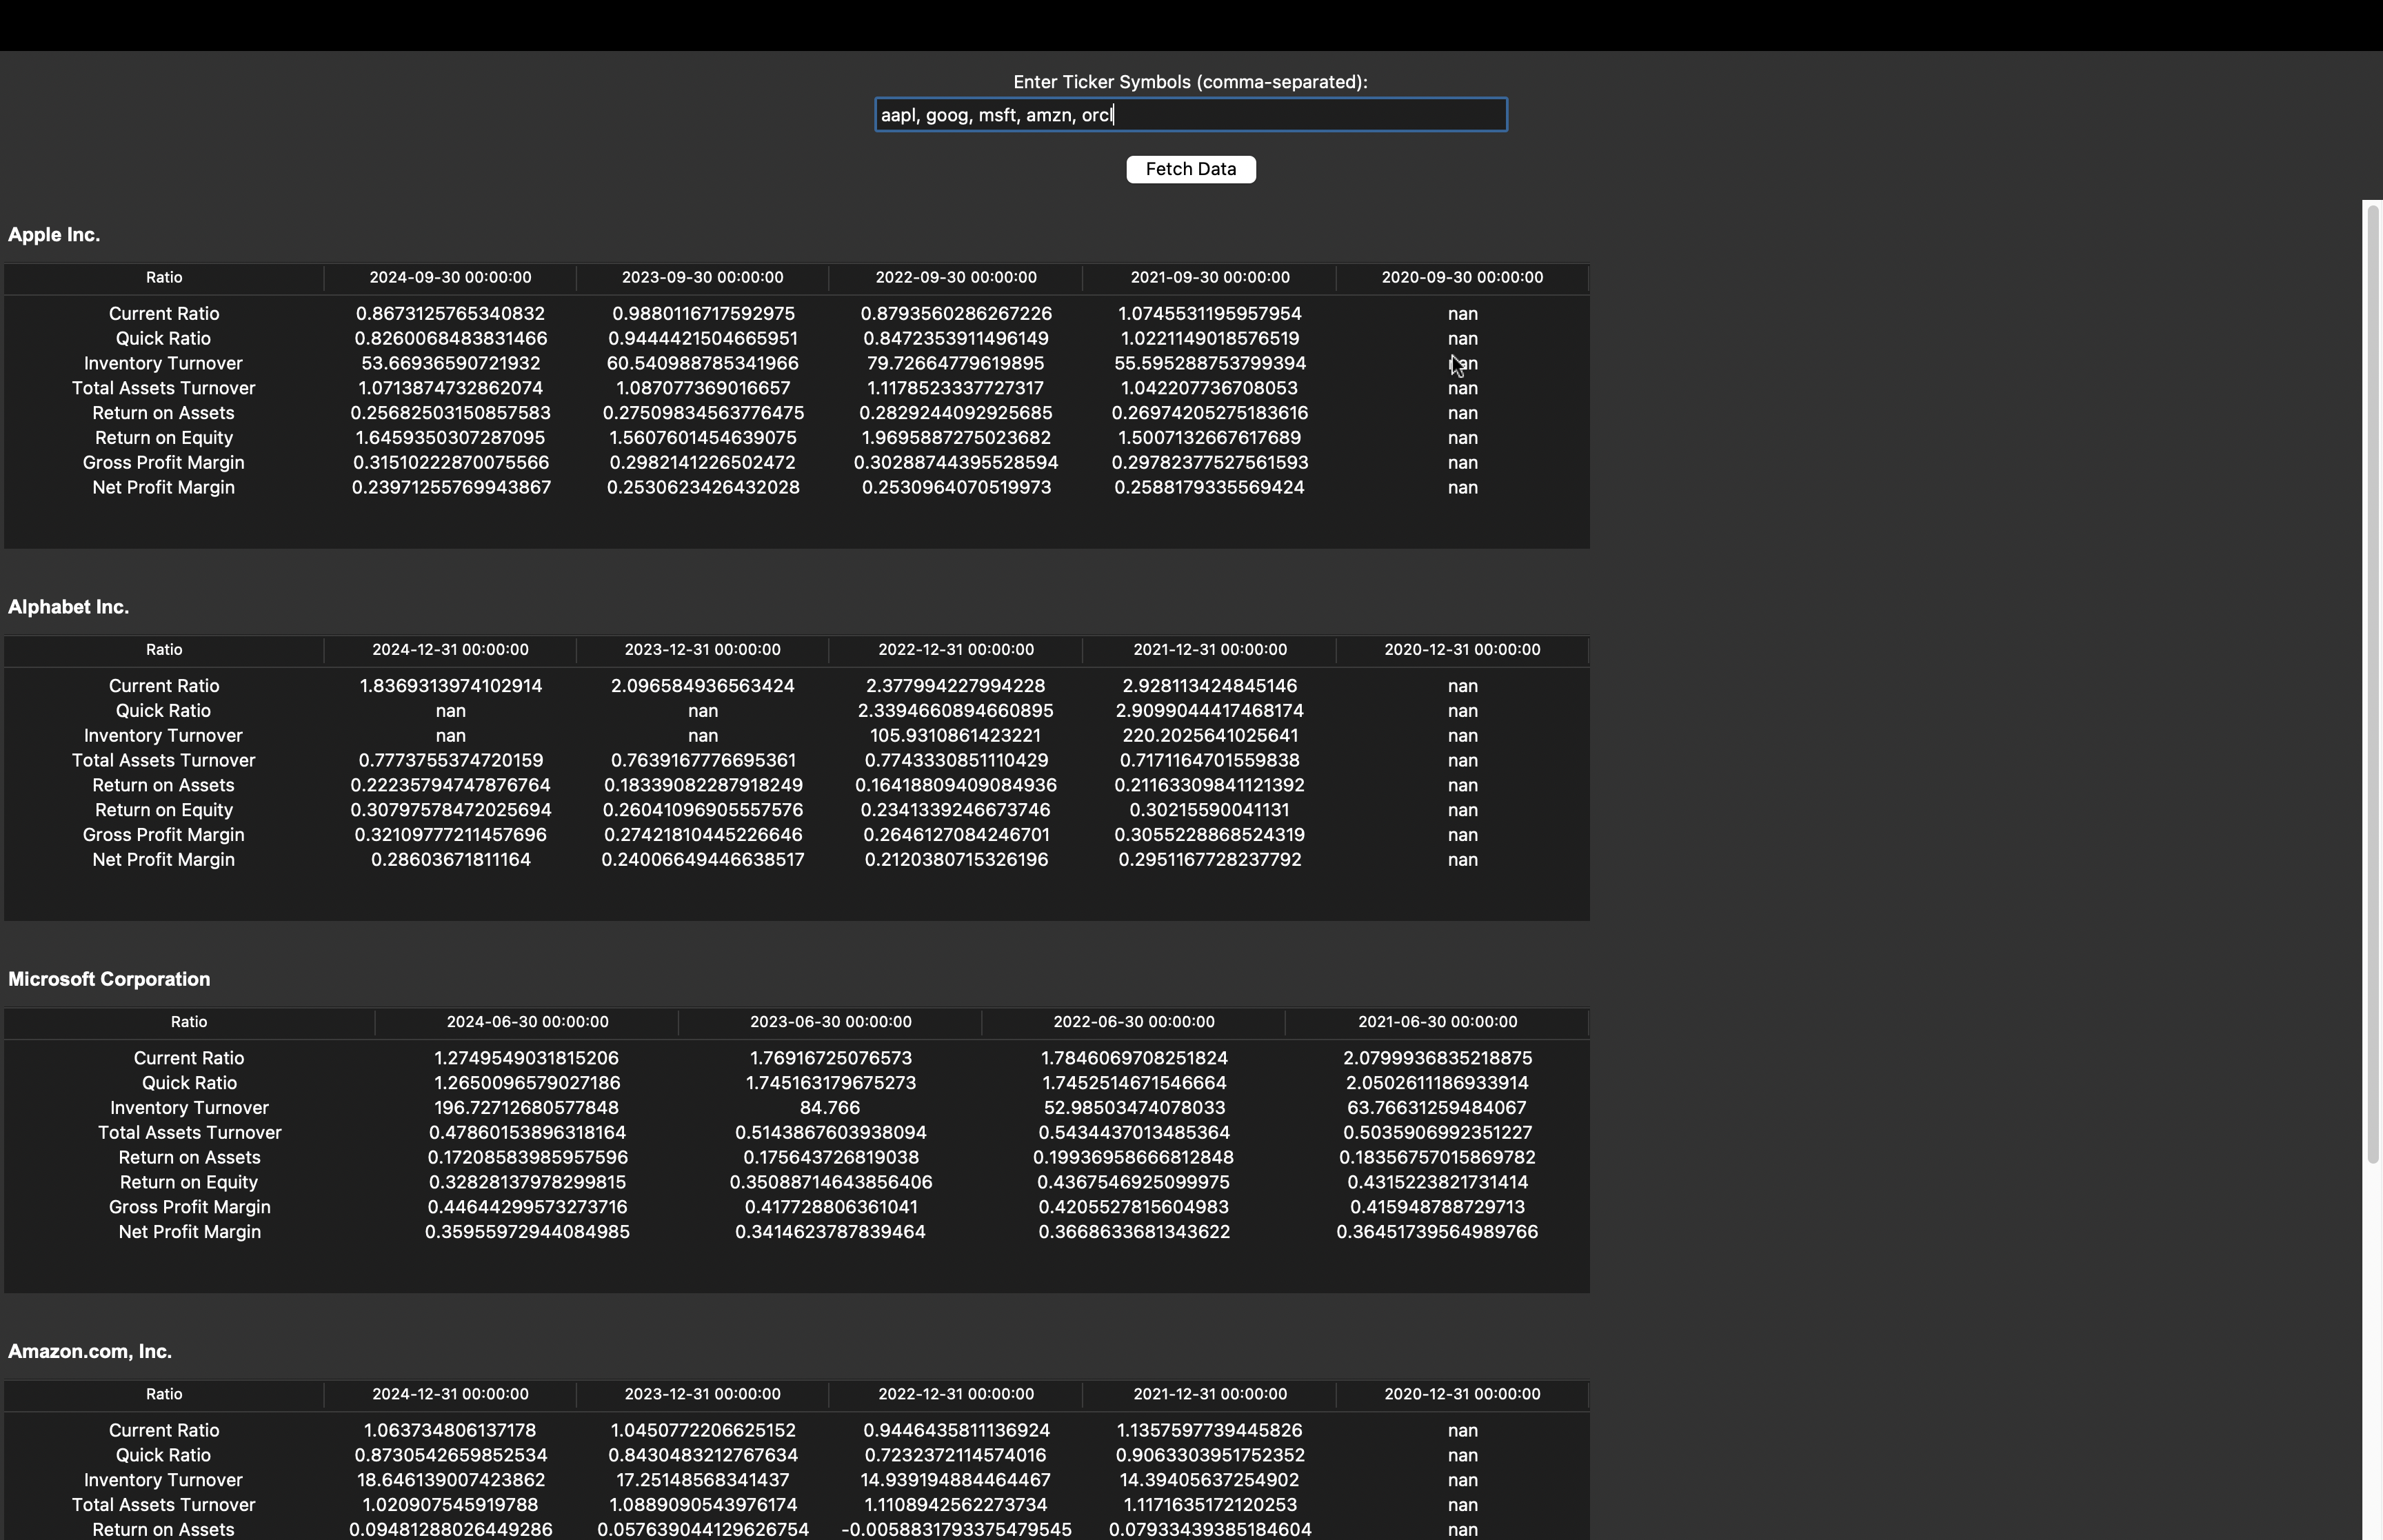 Enter Ticker Symbols (comma-separated):
aapl, goog, msft, amzn, orcl
Fetch Data
Apple Inc.
Ratio 2024-09-30 00:00:00 2023-09-30 00:00:00 2022-09-30 00:00:00 2021-09-30 00:00:00 2020-09-30 00:00:00
Current Ratio 0.8673125765340832 0.9880116717592975 0.8793560286267226 1.0745531195957954 nan
Quick Ratio 0.8260068483831466 0.9444421504665951 0.8472353911496149 1.0221149018576519 nan
Inventory Turnover 53.66936590721932 60.540988785341966 79.72664779619895 55.595288753799394 nan
Total Assets Turnover 1.0713874732862074 1.087077369016657 1.1178523337727317 1.042207736708053 nan
Return on Assets 0.25682503150857583 0.27509834563776475 0.2829244092925685 0.26974205275183616 nan
Return on Equity 1.6459350307287095 1.5607601454639075 1.9695887275023682 1.5007132667617689 nan
Gross Profit Margin 0.31510222870075566 0.2982141226502472 0.30288744395528594 0.29782377527561593 nan
Net Profit Margin 0.23971255769943867 0.2530623426432028 0.2530964070519973 0.2588179335569424 nan
Alphabet Inc.
Ratio 2024-12-31 00:00:00 2023-12-31 00:00:00 2022-12-31 00:00:00 2021-12-31 00:00:00 2020-12-31 00:00:00
Current Ratio 1.8369313974102914 2.096584936563424 2.377994227994228 2.928113424845146 nan
Quick Ratio nan nan 2.3394660894660895 2.9099044417468174 nan
Inventory Turnover nan nan 105.9310861423221 220.2025641025641 nan
Total Assets Turnover 0.7773755374720159 0.7639167776695361 0.7743330851110429 0.7171164701559838 nan
Return on Assets 0.22235794747876764 0.18339082287918249 0.16418809409084936 0.21163309841121392 nan
Return on Equity 0.30797578472025694 0.26041096905557576 0.2341339246673746 0.30215590041131 nan
Gross Profit Margin 0.32109777211457696 0.27421810445226646 0.2646127084246701 0.3055228868524319 nan
Net Profit Margin 0.28603671811164 0.24006649446638517 0.2120380715326196 0.2951167728237792 nan
Microsoft Corporation
Ratio 2024-06-30 00:00:00 2023-06-30 00:00:00 2022-06-30 00:00:00 2021-06-30 00:00:00
Current Ratio 1.2749549031815206 1.76916725076573 1.7846069708251824 2.0799936835218875
Quick Ratio 1.2650096579027186 1.745163179675273 1.7452514671546664 2.0502611186933914
Inventory Turnover 196.72712680577848 84.766 52.98503474078033 63.76631259484067
Total Assets Turnover 0.47860153896318164 0.5143867603938094 0.5434437013485364 0.5035906992351227
Return on Assets 0.17208583985957596 0.175643726819038 0.19936958666812848 0.18356757015869782
Return on Equity 0.32828137978299815 0.35088714643856406 0.4367546925099975 0.4315223821731414
Gross Profit Margin 0.44644299573273716 0.417728806361041 0.4205527815604983 0.415948788729713
Net Profit Margin 0.359559729440849​85 0.3414623787839464 0.3668633681343622 0.36451739564989766
Amazon.com, Inc.
Ratio 2024-12-31 00:00:00 2023-12-31 00:00:00 2022-12-31 00:00:00 2021-12-31 00:00:00 2020-12-31 00:00:00
Current Ratio 1.063734806137178 1.0450772206625152 0.9446435811136924 1.1357597739445826 nan
Quick Ratio 0.8730542659852534 0.8430483212767634 0.7232372114574016 0.90633039517​52352 nan
Inventory Turnover 18.646139007423862 17.25148568341437 14.939194884464467 14.39405637254902 nan
Total Assets Turnover 1.020907545919788 1.0889090543976174 1.1108942562273734 1.1171635172120253 nan
Return on Assets 0.09481288026449286 0.057639044129626754 -0.0058831793375479545 0.07933439385184604 nan